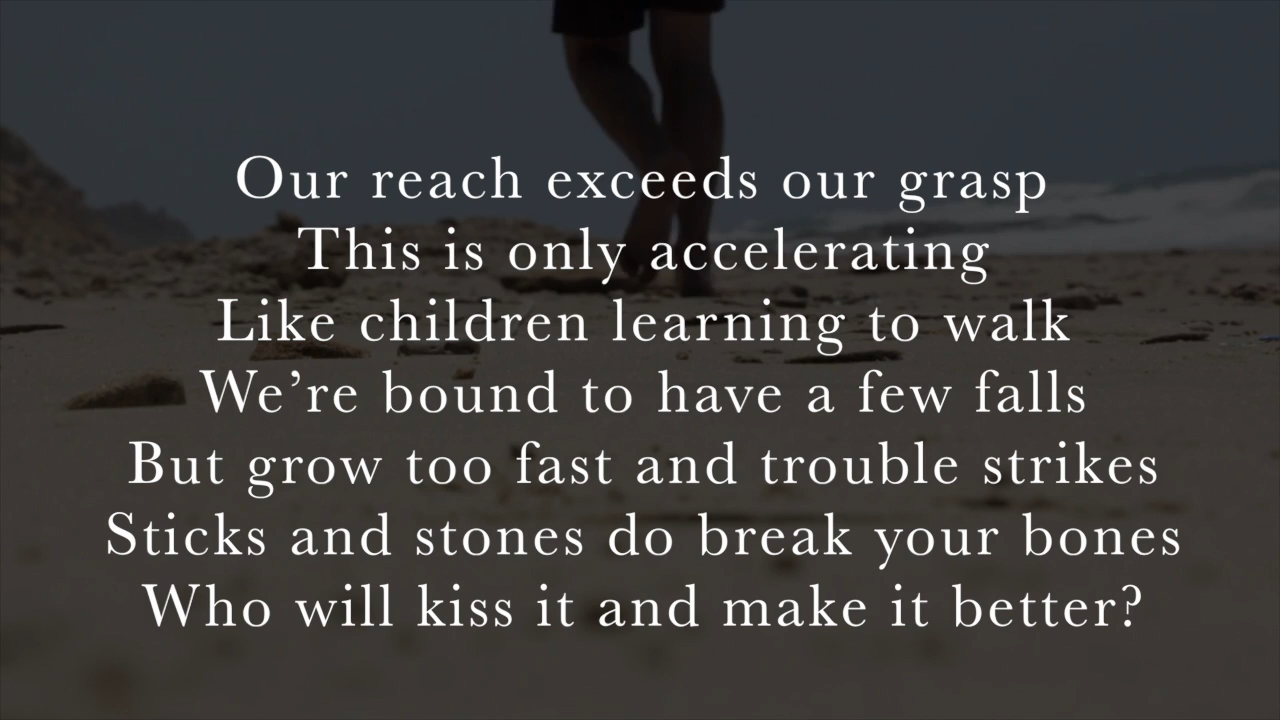 Our reach exceeds our grasp
This is only accelerating
Like children learning to walk
We’re bound to have a few falls
But grow too fast and trouble strikes
Sticks and stones do break your bones
Who will kiss it and make it better?